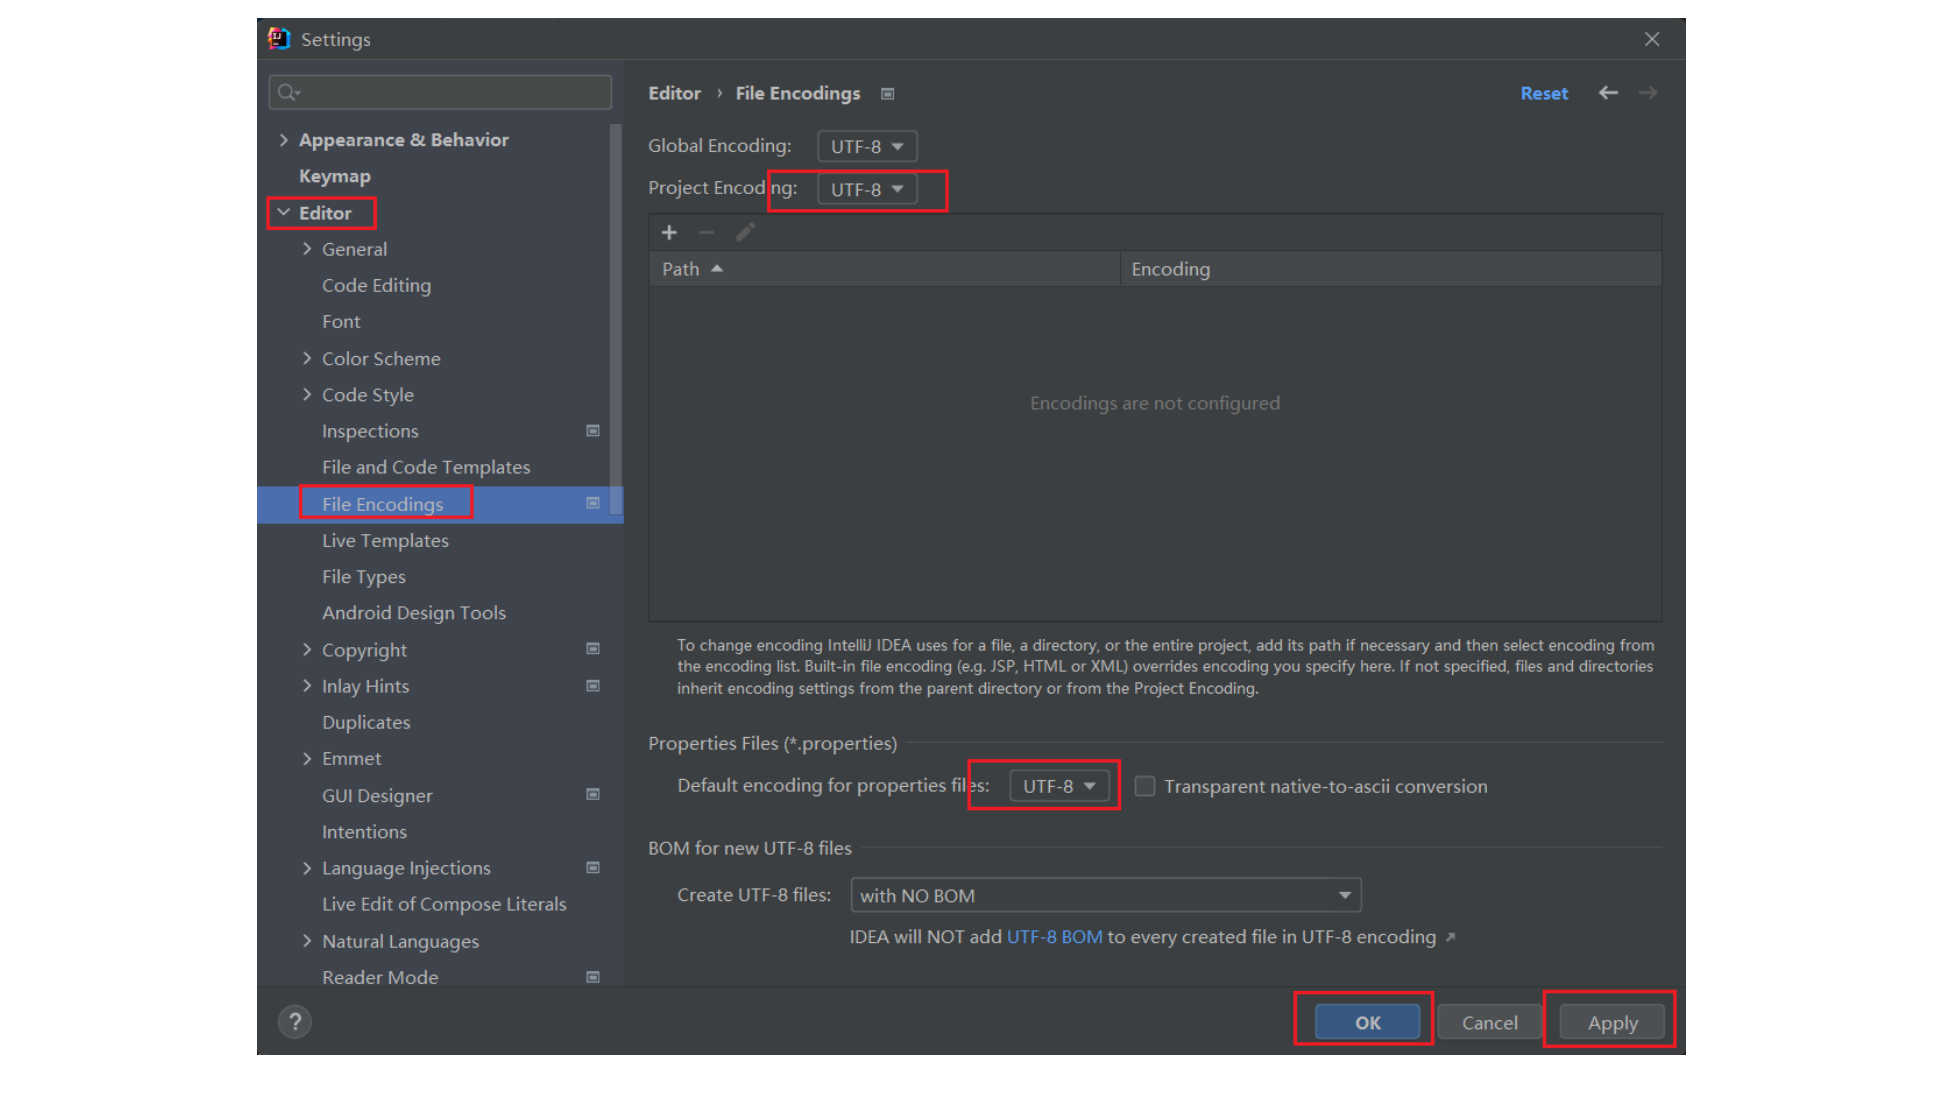 Settings
Appearance & Behavior
Keymap
Editor
General
Code Editing
Font
Color Scheme
Code Style
Inspections
File and Code Templates
File Encodings
Live Templates
File Types
Android Design Tools
Copyright
Inlay Hints
Duplicates
Emmet
GUI Designer
Intentions
Language Injections
Live Edit of Compose Literals
Natural Languages
Reader Mode
Editor › File Encodings
Reset
Global Encoding: UTF-8
Project Encoding: UTF-8
Path Encoding
Encodings are not configured
To change encoding IntelliJ IDEA uses for a file, a directory, or the entire project, add its path if necessary and then select encoding from
the encoding list. Built-in file encoding (e.g. JSP, HTML or XML) overrides encoding you specify here. If not specified, files and directories
inherit encoding settings from the parent directory or from the Project Encoding.
Properties Files (*.properties)
Default encoding for properties files: UTF-8 Transparent native-to-ascii conversion
BOM for new UTF-8 files
Create UTF-8 files: with NO BOM
IDEA will NOT add UTF-8 BOM to every created file in UTF-8 encoding ↗
? OK Cancel Apply